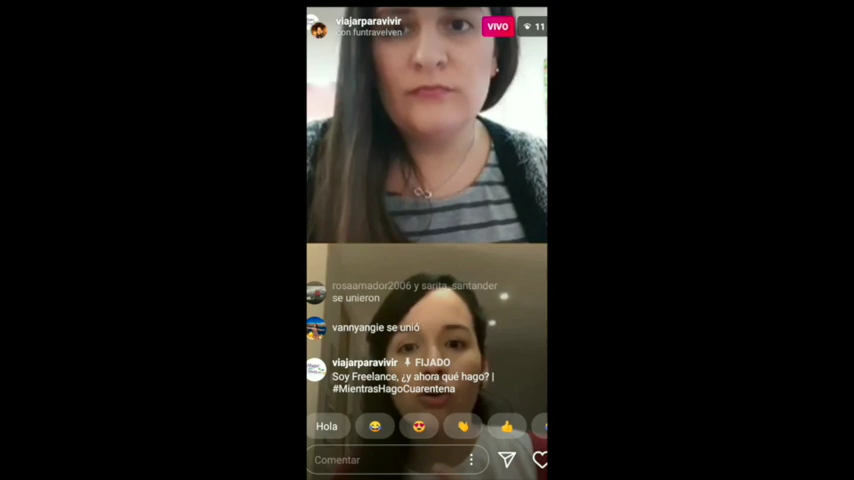 viajarparavivir
con funtravelven
VIVO
11
rosaamador2006 y sarita_santander
se unieron
vannyangie se unió
viajarparavivir FIJADO
Soy Freelance, ¿y ahora qué hago? |
#MientrasHagoCuarentena
Hola
Comentar